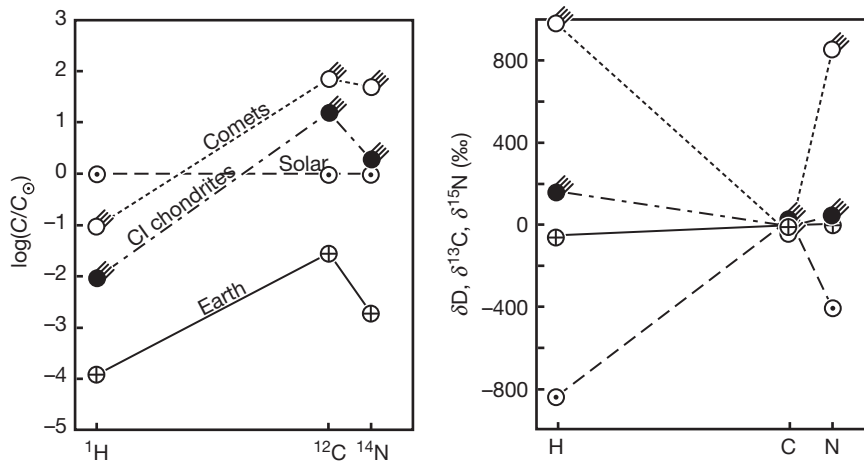 log(C/C⊙)
3
2
1
0
−1
−2
−3
−4
−5
Comets
CI chondrites
Solar
Earth
¹H
¹²C
¹⁴N
δD, δ¹³C, δ¹⁵N (‰)
800
400
0
−400
−800
H
C
N